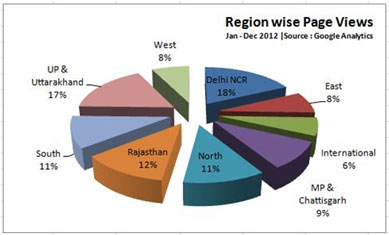 Region wise Page Views
Jan - Dec 2012 |Source : Google Analytics
West
8%
Delhi NCR
18%
East
8%
International
6%
MP &
Chattisgarh
9%
North
11%
Rajasthan
12%
South
11%
UP &
Uttarakhand
17%